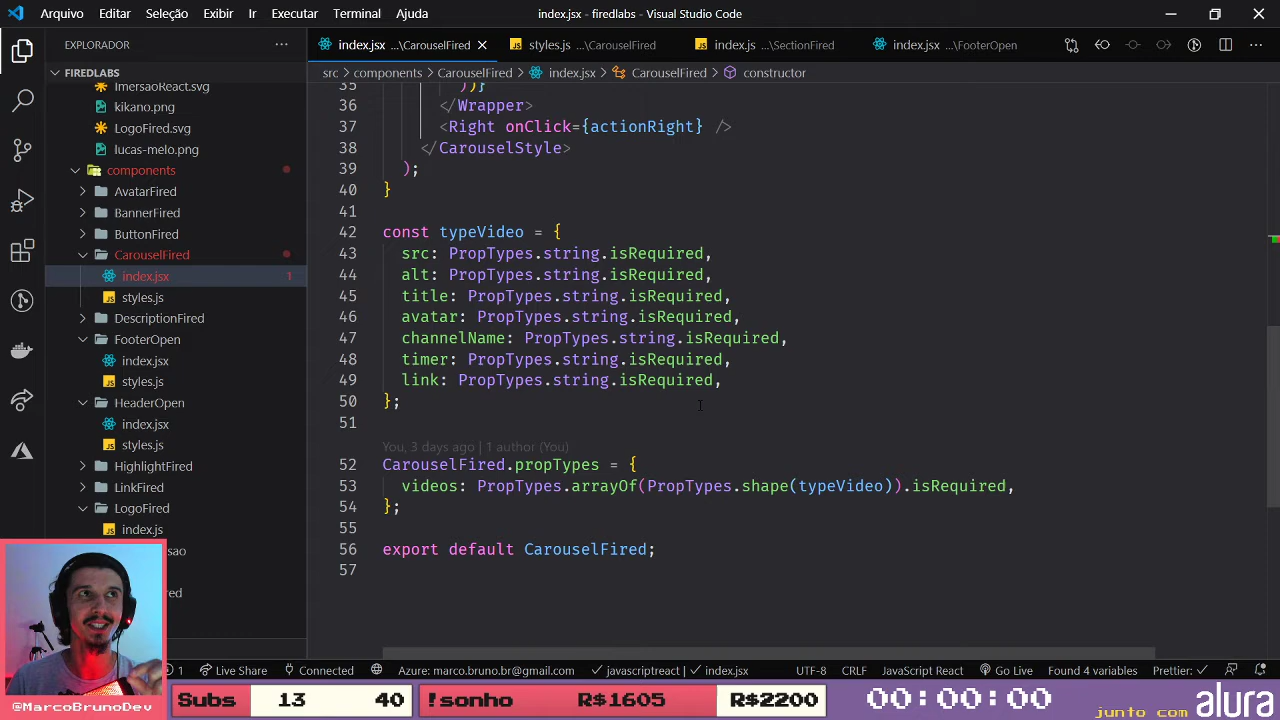 Arquivo Editar Seleção Exibir Ir Executar Terminal Ajuda index.jsx - firedlabs - Visual Studio Code
EXPLORADOR
index.jsx ...\CarouselFired
styles.js ...\CarouselFired
index.js ...\SectionFired
index.jsx ...\FooterOpen
FIREDLABS
src > components > CarouselFired > index.jsx > CarouselFired > constructor
ImersaoReact.svg
kikano.png
LogoFired.svg
lucas-melo.png
components
AvatarFired
BannerFired
ButtonFired
CarouselFired
index.jsx 1
styles.js
DescriptionFired
FooterOpen
index.jsx
styles.js
HeaderOpen
index.jsx
styles.js
HighlightFired
LinkFired
LogoFired
index.js
35 ))}
36 </Wrapper>
37 <Right onClick={actionRight} />
38 </CarouselStyle>
39 );
40 }
41
42 const typeVideo = {
43 src: PropTypes.string.isRequired,
44 alt: PropTypes.string.isRequired,
45 title: PropTypes.string.isRequired,
46 avatar: PropTypes.string.isRequired,
47 channelName: PropTypes.string.isRequired,
48 timer: PropTypes.string.isRequired,
49 link: PropTypes.string.isRequired,
50 };
51
You, 3 days ago | 1 author (You)
52 CarouselFired.propTypes = {
53 videos: PropTypes.arrayOf(PropTypes.shape(typeVideo)).isRequired,
54 };
55
56 export default CarouselFired;
57
1 Live Share Connected Azure: marco.bruno.br@gmail.com javascriptreact | index.jsx UTF-8 CRLF JavaScript React Go Live Found 4 variables Prettier: ✓
@MarcoBrunoDev
Subs 13 40 !sonho R$1605 R$2200 00:00:00
junto com alura